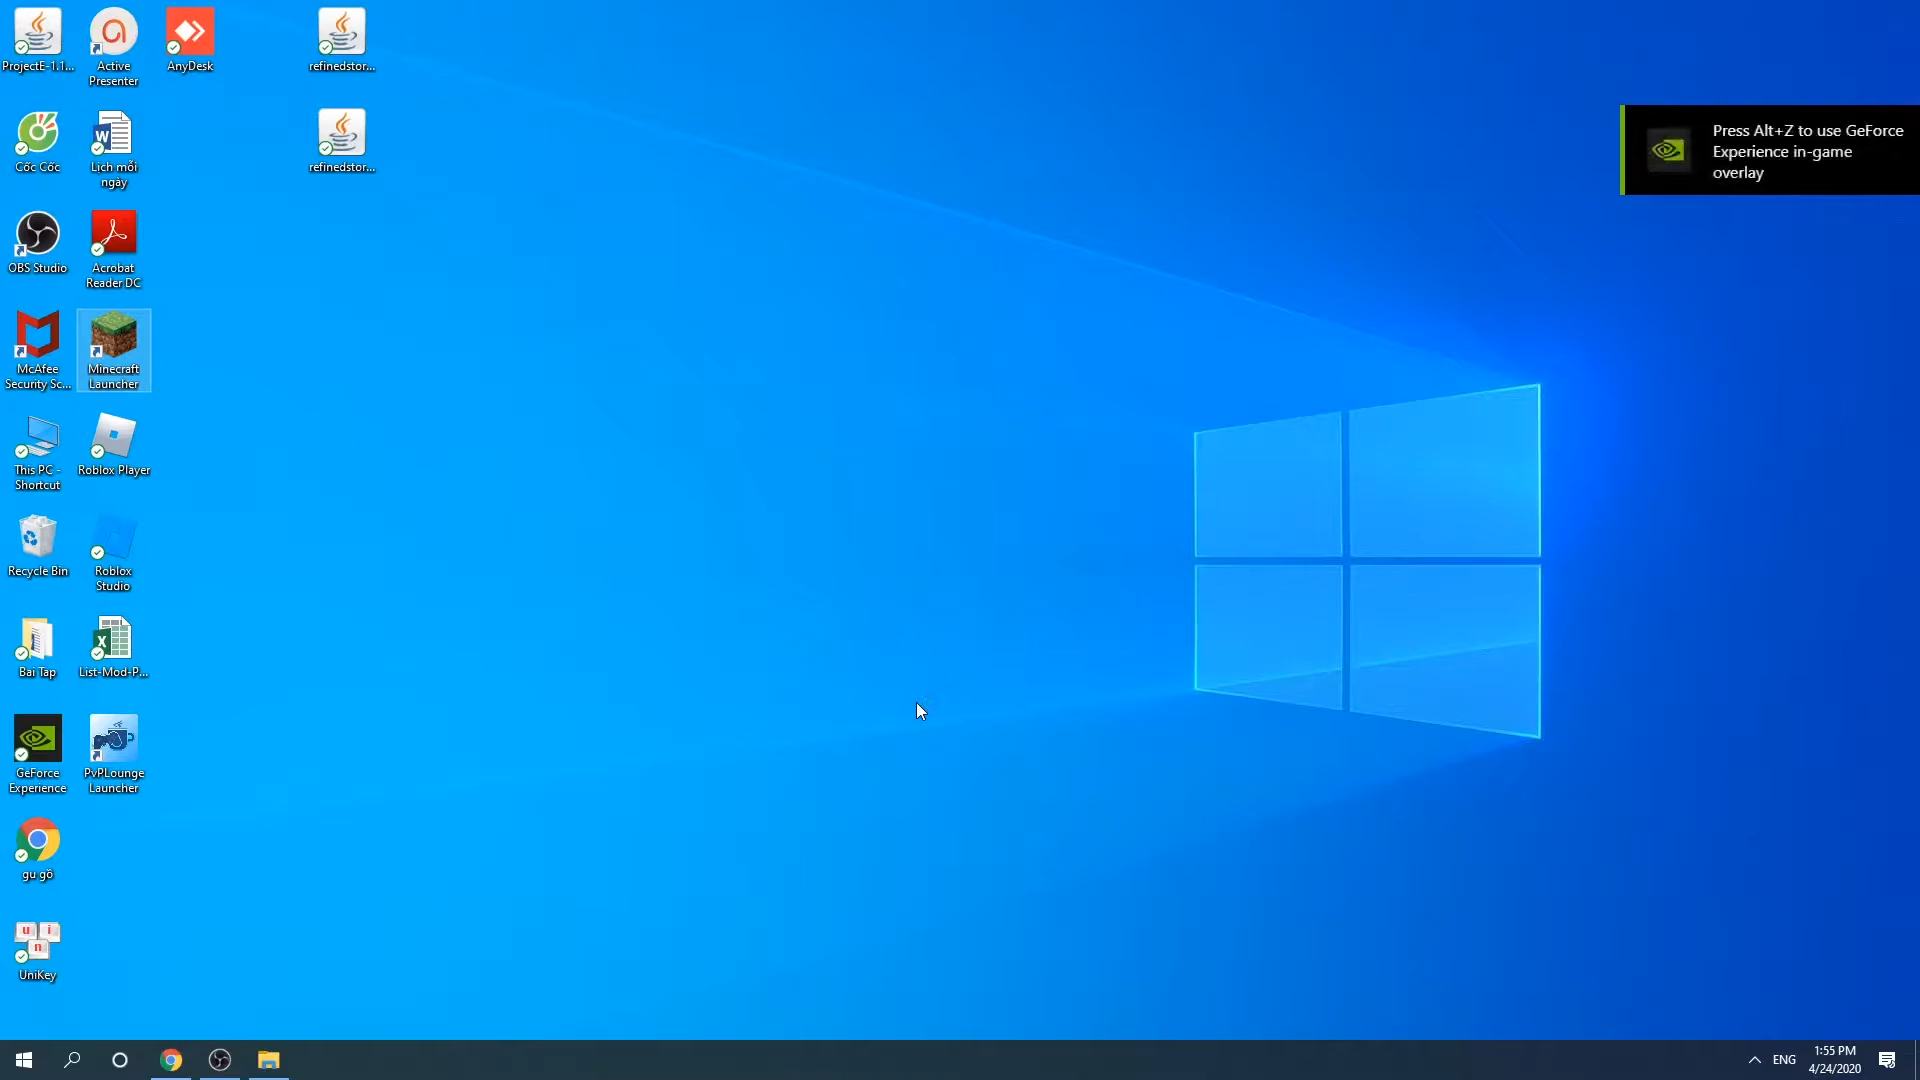 ProjectE-1.1...
Active
Presenter
AnyDesk
refinedstor...
Cốc Cốc
Lich mỗi
ngày
refinedstor...
OBS Studio
Acrobat
Reader DC
McAfee
Security Sc...
Minecraft
Launcher
This PC -
Shortcut
Roblox Player
Recycle Bin
Roblox
Studio
Bai Tap
List-Mod-P...
GeForce
Experience
PvPLounge
Launcher
gu gô
u i
n
UniKey
Press Alt+Z to use GeForce
Experience in-game
overlay
ENG
1:55 PM
4/24/2020